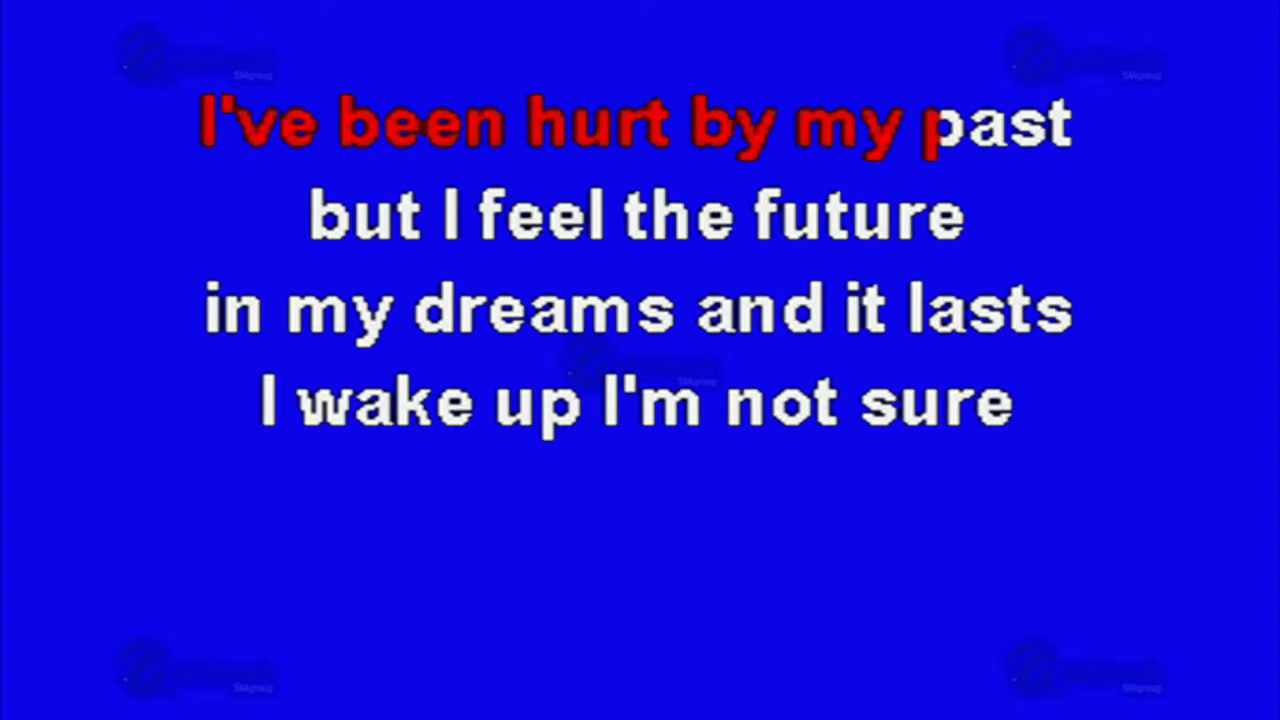 I've been hurt by my past
but I feel the future
in my dreams and it lasts
I wake up I'm not sure